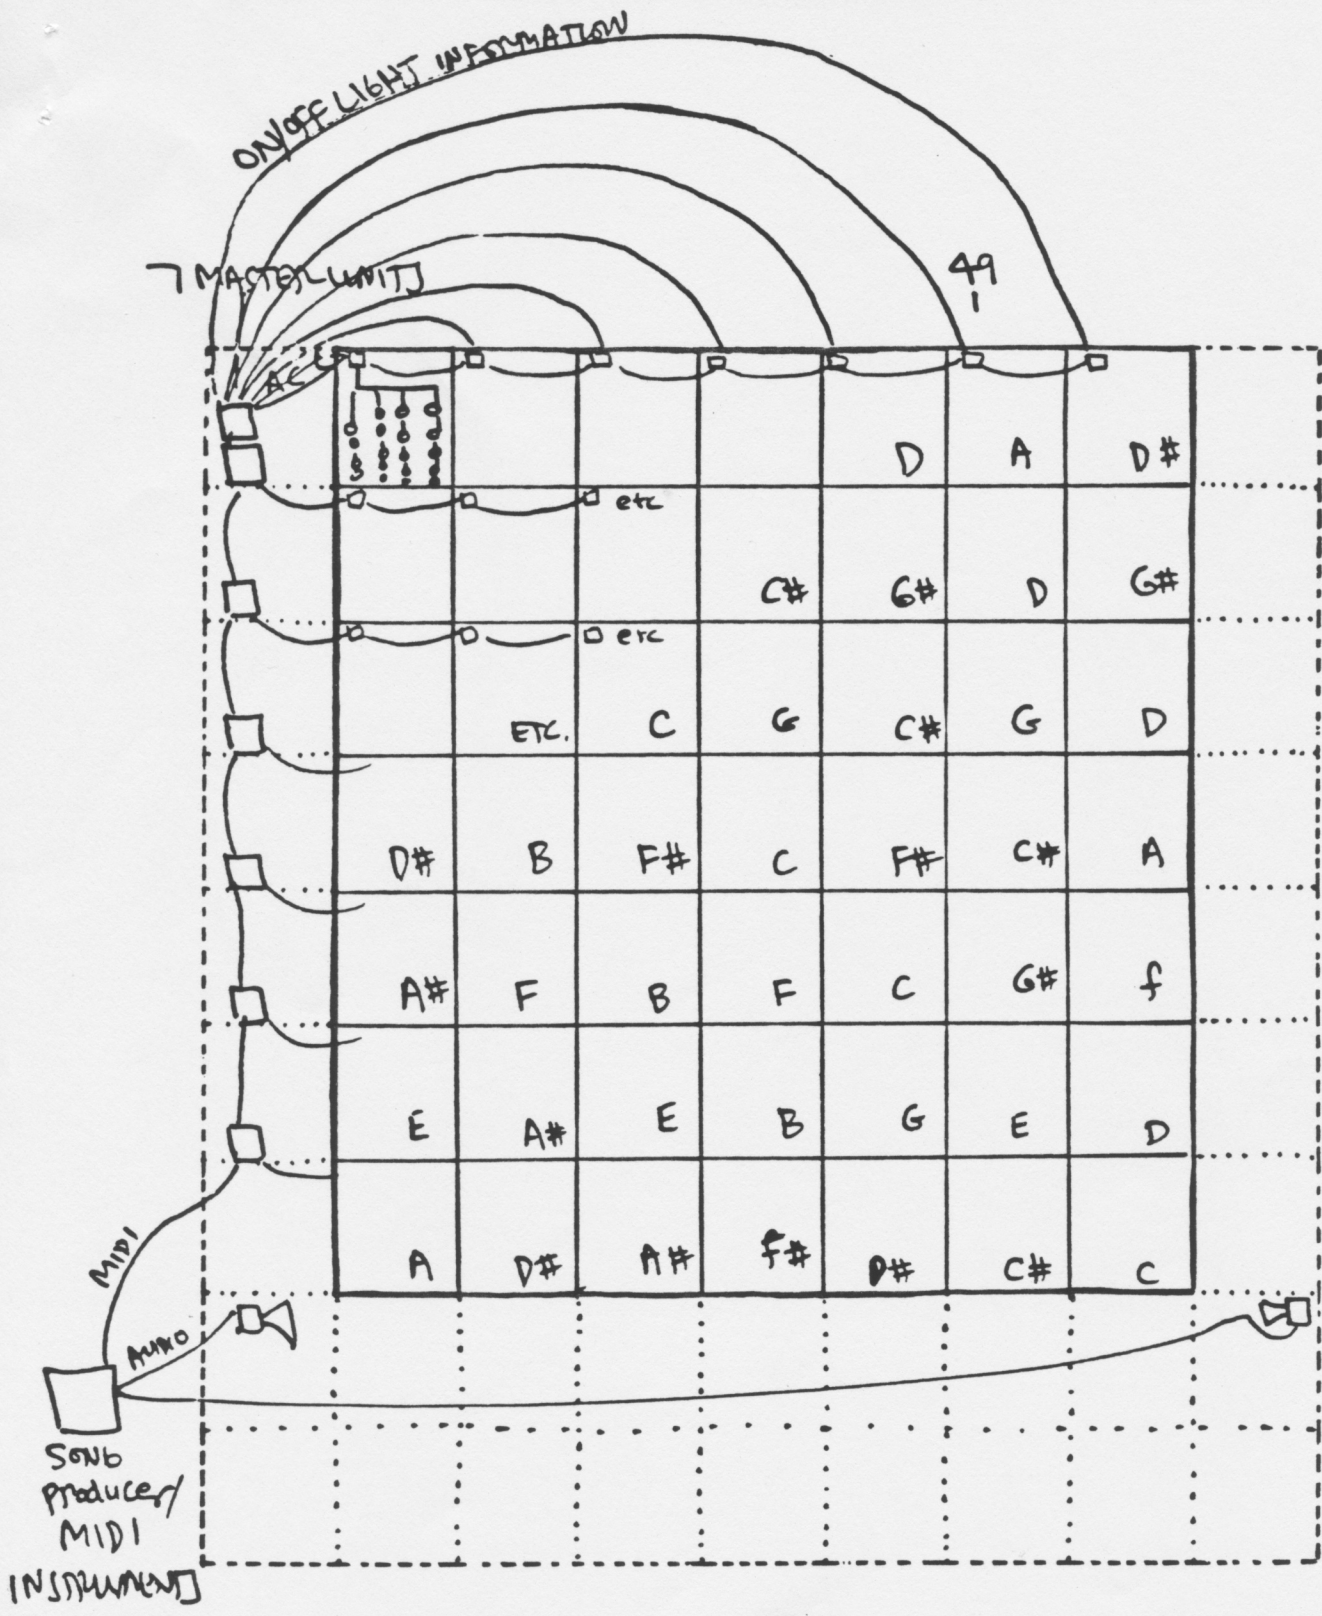 ON/OFF LIGHT INFORMATION
7 MASTER UNITS
49
AC
D A D#
etc
C# G# D G#
etc
ETC. C G C# G D
D# B F# C F# C# A
A# F B F C G# f
E A# E B G E D
A D# A# F# D# C# C
MIDI
AUDIO
SONG
producer/
MIDI
INSTRUMENTS